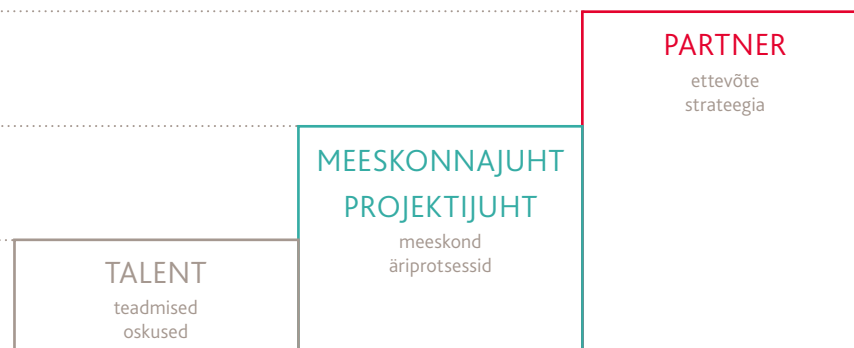 PARTNER
ettevõte
strateegia
MEESKONNAJUHT
PROJEKTIJUHT
meeskond
äriprotsessid
TALENT
teadmised
oskused